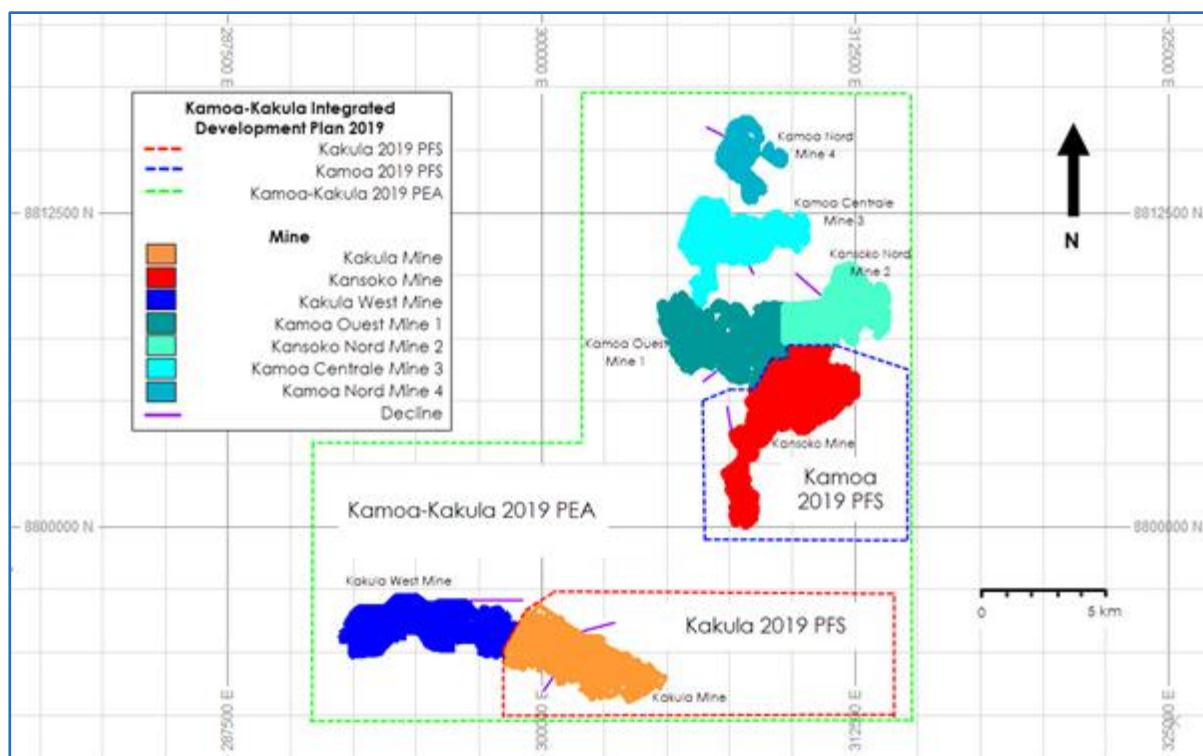 287500 E
300000 E
312500 E
325000 E
Kamoa-Kakula Integrated
Development Plan 2019
Kakula 2019 PFS
Kamoa 2019 PFS
Kamoa-Kakula 2019 PEA
Mine
Kakula Mine
Kansoko Mine
Kakula West Mine
Kamoa Ouest Mine 1
Kansoko Nord Mine 2
Kamoa Centrale Mine 3
Kamoa Nord Mine 4
Decline
Kamoa Nord
Mine 4
8812500 N
Kamoa Centrale
Mine 3
8812500 N
N
Kansoko Nord
Mine 2
Kamoa Ouest
Mine 1
Kansoko Mine
Kamoa
2019 PFS
Kamoa-Kakula 2019 PEA
8800000 N
8800000 N
Kakula West Mine
0
5 km
Kakula 2019 PFS
Kakula Mine
287500 E
300000 E
312500 E
325000 E